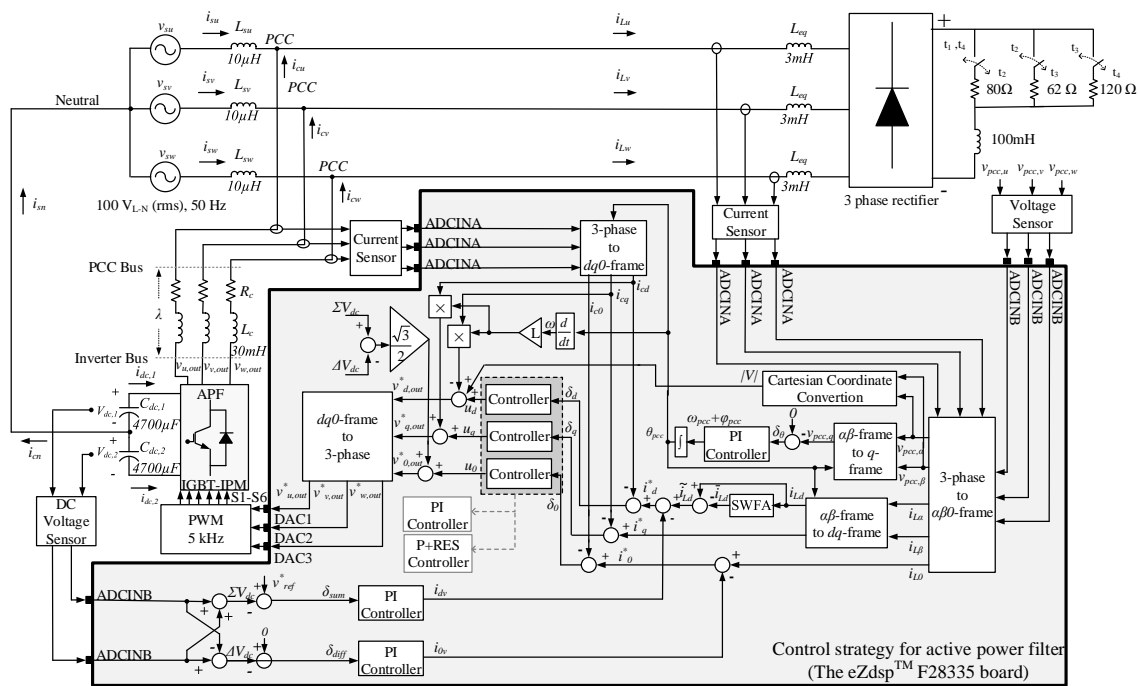 v_su
i_su
L_su
10μH
PCC
i_cu
i_Lu
L_eq
3mH
+
t1 ,t4
t2
80Ω
t2
t3
62 Ω
t3
t4
120 Ω
Neutral
v_sv
i_sv
L_sv
10μH
PCC
i_cv
i_Lv
L_eq
3mH
v_sw
i_sw
L_sw
10μH
PCC
i_cw
i_Lw
L_eq
3mH
100mH
-
3 phase rectifier
v_pcc,u
v_pcc,v
v_pcc,w
i_sn
100 V_L-N (rms), 50 Hz
Current
Sensor
ADCINA
ADCINA
ADCINA
3-phase
to
dq0-frame
Current
Sensor
Voltage
Sensor
ADCINA
ADCINA
ADCINA
ADCINB
ADCINB
ADCINB
PCC Bus
λ
R_c
L_c
30mH
Inverter Bus
v_u,out
v_v,out
v_w,out
i_c0
i_cq
i_cd
×
×
L
ω
d
dt
ΣV_dc
+
-
ΔV_dc
√3
2
i_dc,1
+
V_dc,1
-
C_dc,1
4700μF
+
V_dc,2
-
C_dc,2
4700μF
i_cn
i_dc,2
APF
IGBT-IPM
S1-S6
v*_d,out
v*_q,out
v*_0,out
dq0-frame
to
3-phase
u_d
u_q
u_0
Controller
Controller
Controller
δ_d
δ_q
δ_0
|V|
Cartesian Coordinate
Convertion
θ_pcc
∫
ω_pcc+φ_pcc
PI
Controller
δ_θ
0
-v_pcc,q
αβ-frame
to q-
frame
v_pcc,α
v_pcc,β
3-phase
to
αβ0-frame
v*_u,out
v*_v,out
v*_w,out
PI
Controller
P+RES
Controller
i*_d
ĩ_Ld
ī_Ld
SWFA
i_Ld
i*_q
i*_0
αβ-frame
to dq-frame
i_Lα
i_Lβ
i_L0
DC
Voltage
Sensor
PWM
5 kHz
DAC1
DAC2
DAC3
ADCINB
ΣV_dc
v*_ref
δ_sum
PI
Controller
i_dv
ADCINB
ΔV_dc
0
δ_diff
PI
Controller
i_0v
Control strategy for active power filter
(The eZdsp™ F28335 board)